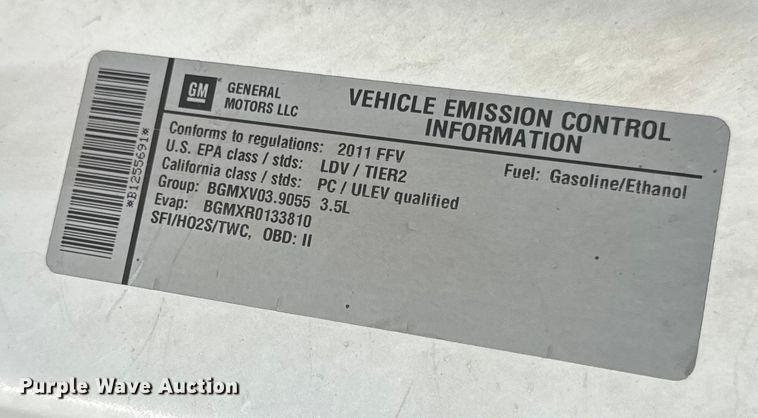 GM
GENERAL
MOTORS LLC
VEHICLE EMISSION CONTROL
INFORMATION
Conforms to regulations: 2011 FFV
Fuel: Gasoline/Ethanol
U.S. EPA class / stds: LDV / TIER2
California class / stds: PC / ULEV qualified
Group: BGMXV03.9055 3.5L
Evap: BGMXR0133810
SFI/HO2S/TWC, OBD: II
*B1255691*
Purple Wave Auction